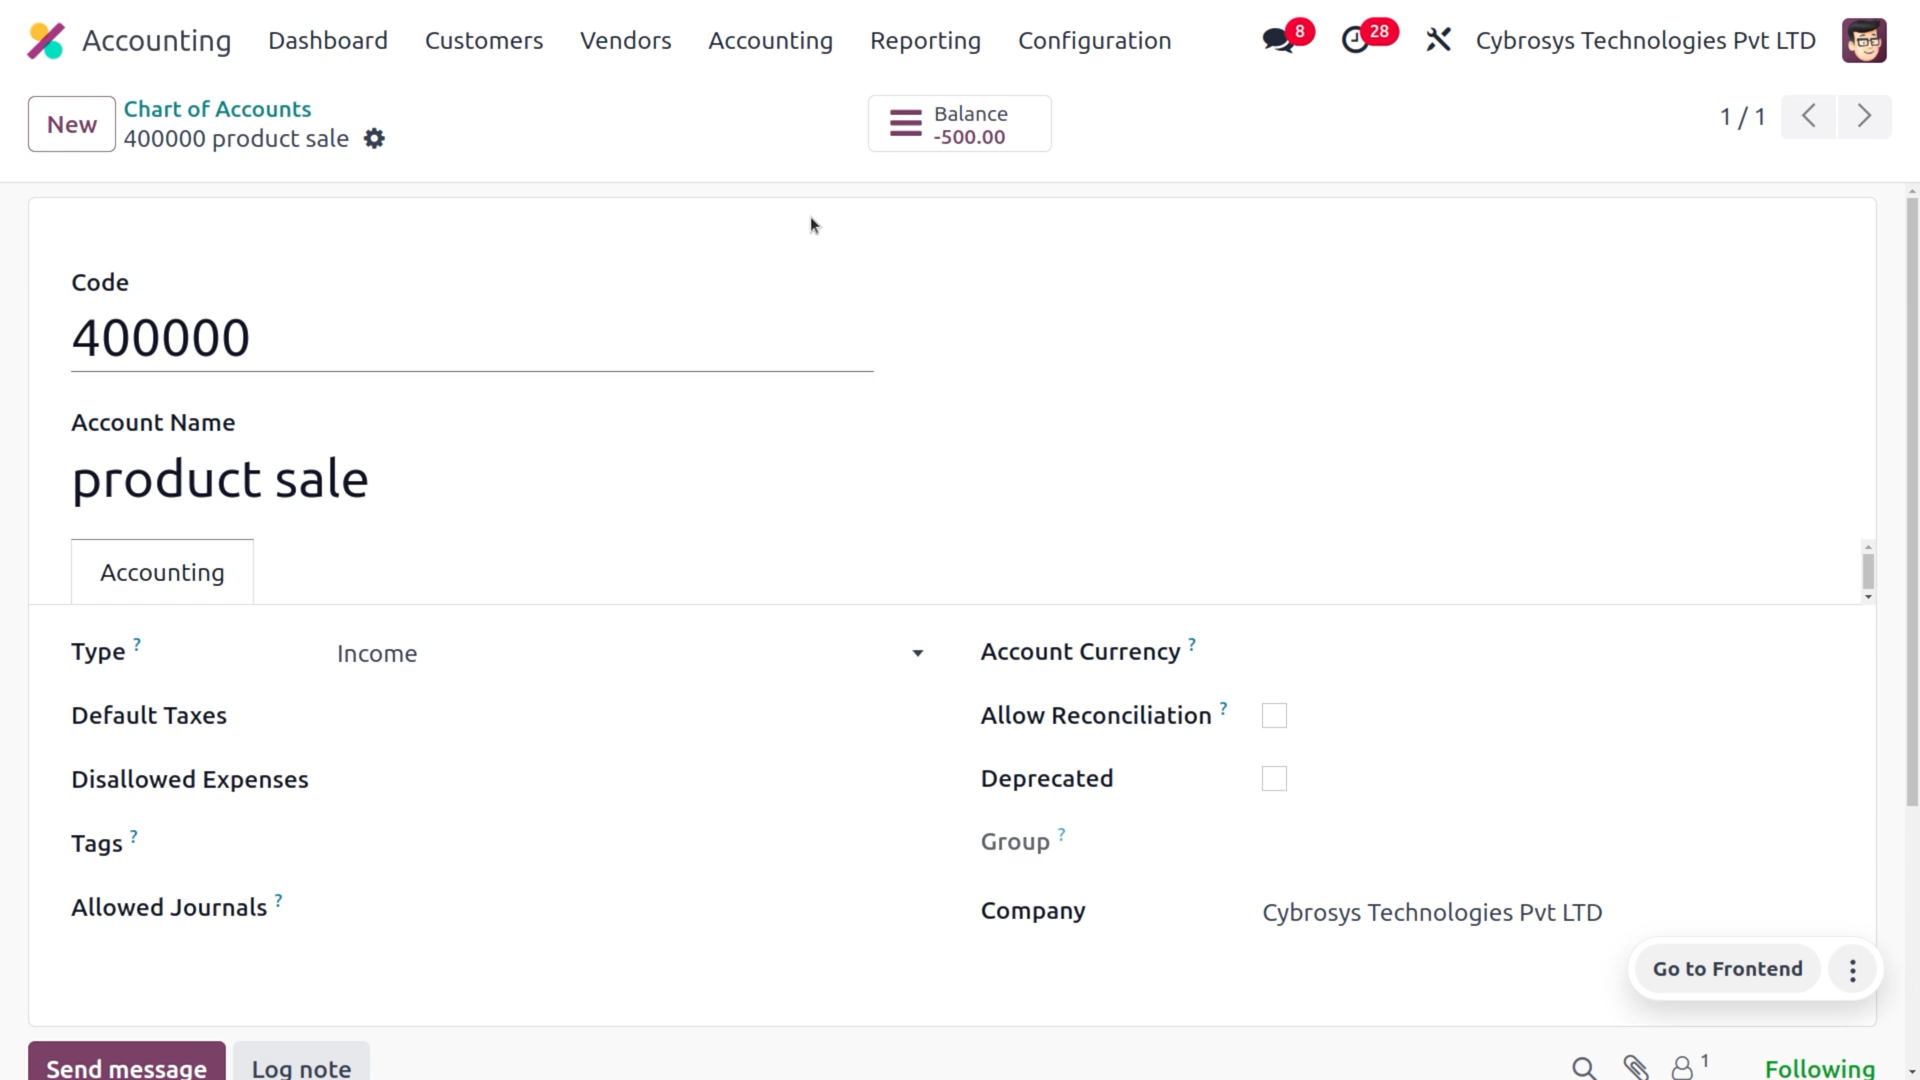 Accounting Dashboard Customers Vendors Accounting Reporting Configuration 8 28 Cybrosys Technologies Pvt LTD
New
Chart of Accounts
400000 product sale
Balance
-500.00
1 / 1
Code
400000
Account Name
product sale
Accounting
Type ? Income
Account Currency ?
Default Taxes
Allow Reconciliation ?
Disallowed Expenses
Deprecated
Tags ?
Group ?
Allowed Journals ?
Company Cybrosys Technologies Pvt LTD
Go to Frontend
Send message Log note 1 Following